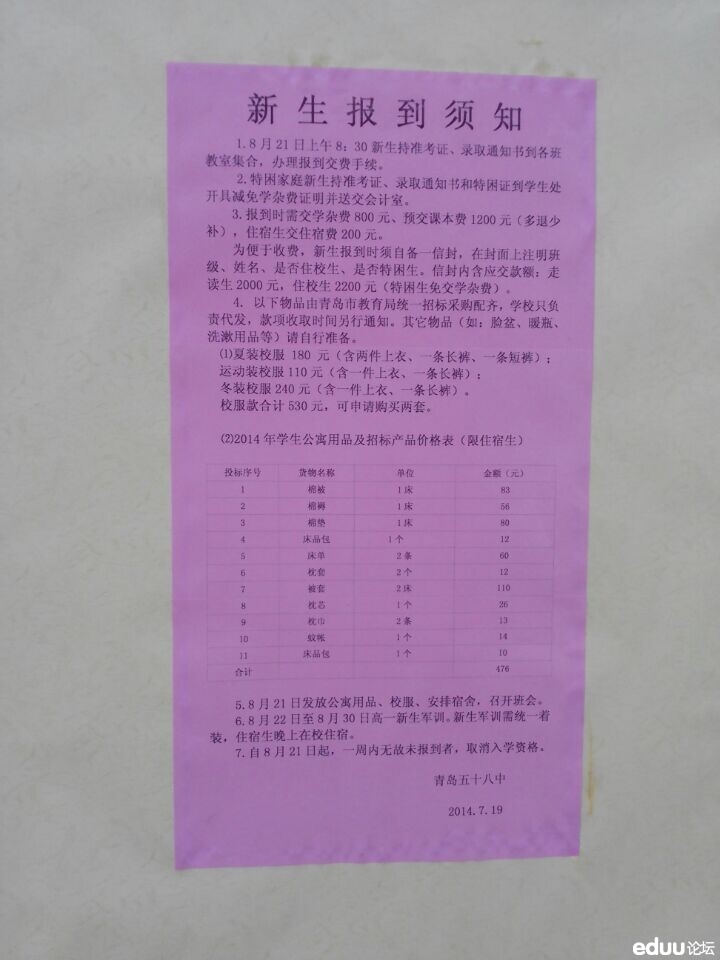 新生报到须知
1.8月21日上午8：30新生持准考证、录取通知书到各班
教室集合，办理报到交费手续。
2.特困家庭新生持准考证、录取通知书和特困证到学生处
开具减免学杂费证明并送交会计室。
3.报到时需交学杂费800元、预交课本费1200元（多退少
补），住宿生交住宿费200元。
为便于收费，新生报到时须自备一信封，在封面上注明班
级、姓名、是否住校生、是否特困生。信封内含应交款额：走
读生2000元，住校生2200元（特困生免交学杂费）。
4. 以下物品由青岛市教育局统一招标采购配齐，学校只负
责代发，款项收取时间另行通知。其它物品（如：脸盆、暖瓶、
洗漱用品等）请自行准备。
⑴夏装校服 180 元（含两件上衣、一条长裤、一条短裤）；
运动装校服110元（含一件上衣、一条长裤）；
冬装校服240元（含一件上衣、一条长裤）。
校服款合计530元，可申请购买两套。
⑵2014年学生公寓用品及招标产品价格表（限住宿生）
投标序号 货物名称 单位 金额（元）
1 棉被 1床 83
2 棉褥 1床 56
3 棉垫 1床 80
4 床品包 1个 12
5 床单 2条 60
6 枕套 2个 12
7 被套 2床 110
8 枕芯 1个 26
9 枕巾 2条 13
10 蚊帐 1个 14
11 床品包 1个 10
合计 476
5.8月21日发放公寓用品、校服、安排宿舍，召开班会。
6.8月22日至8月30日高一新生军训。新生军训需统一着
装，住宿生晚上在校住宿。
7.自8月21日起，一周内无故未报到者，取消入学资格。
青岛五十八中
2014.7.19
eduu论坛